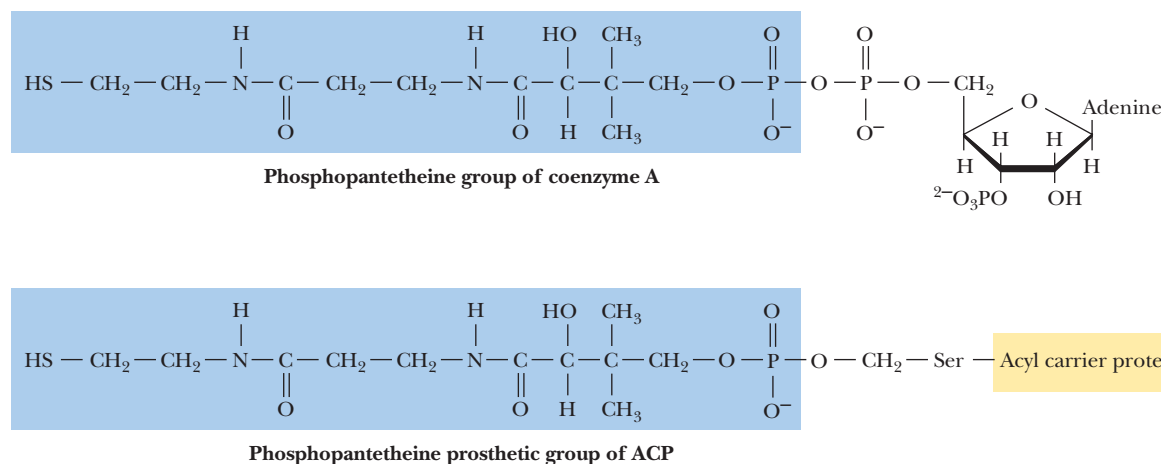 H H HO CH₃ O O
HS — CH₂ — CH₂ — N — C — CH₂ — CH₂ — N — C — C — C — CH₂ — O — P — O — P — O — CH₂
O O H CH₃ O⁻ O⁻
O Adenine
H H
H H
²⁻O₃PO OH
Phosphopantetheine group of coenzyme A
H H HO CH₃ O
HS — CH₂ — CH₂ — N — C — CH₂ — CH₂ — N — C — C — C — CH₂ — O — P — O — CH₂ — Ser — Acyl carrier prote
O O H CH₃ O⁻
Phosphopantetheine prosthetic group of ACP